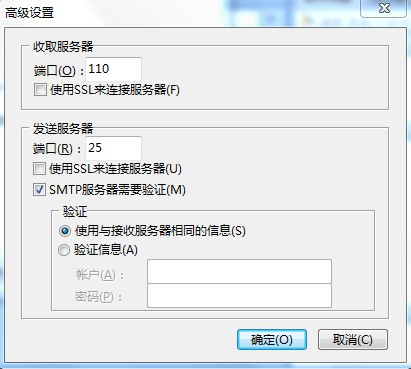 高级设置
收取服务器
端口(O)： 110
使用SSL来连接服务器(F)
发送服务器
端口(R)： 25
使用SSL来连接服务器(U)
SMTP服务器需要验证(M)
验证
使用与接收服务器相同的信息(S)
验证信息(A)
帐户(A)：
密码(P)：
确定(O) 取消(C)